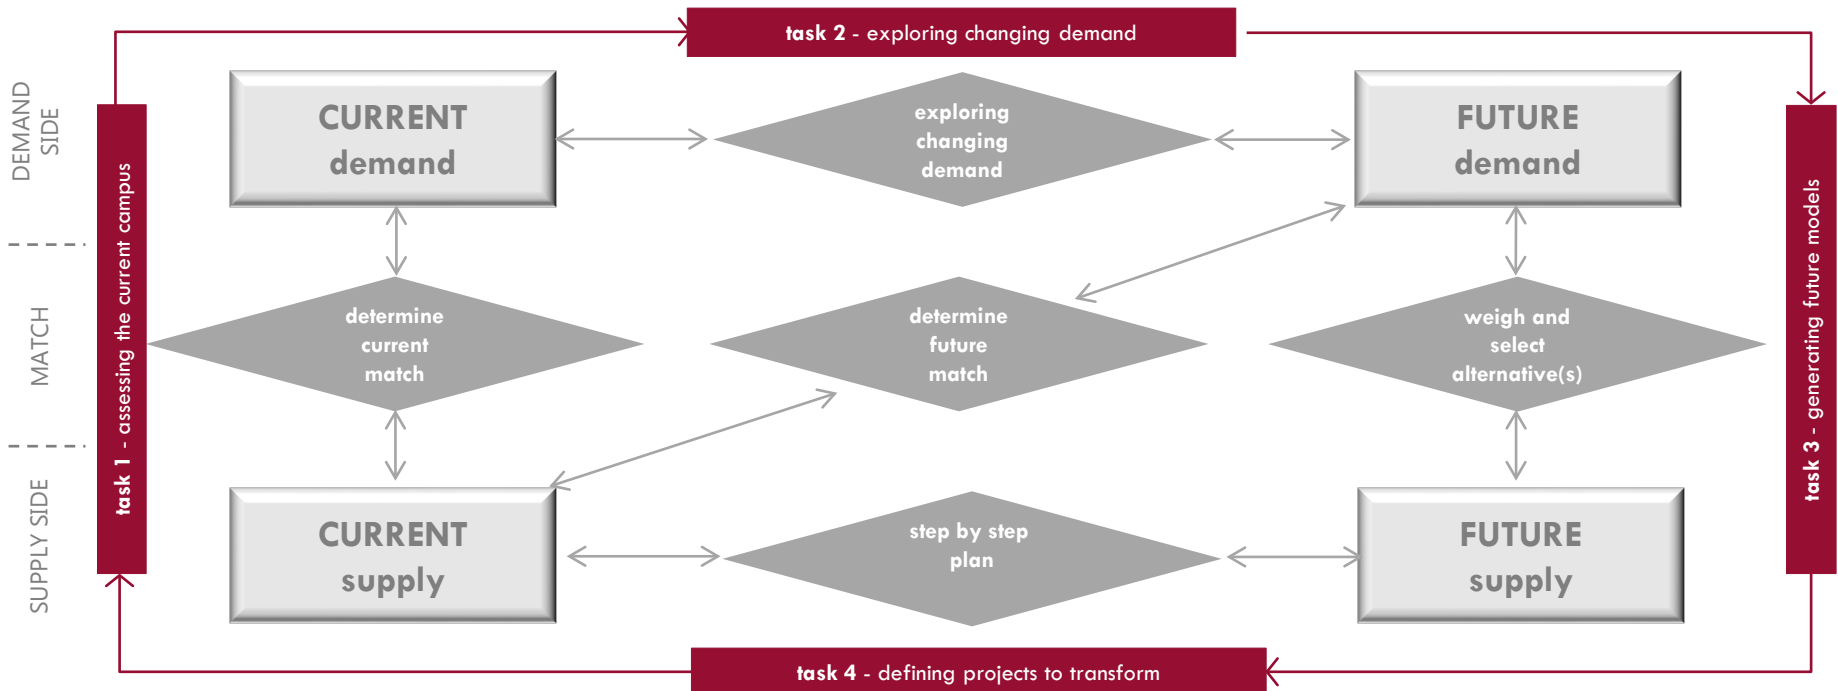 task 2 - exploring changing demand
DEMAND
SIDE
MATCH
SUPPLY SIDE
task 1 - assessing the current campus
CURRENT
demand
exploring
changing
demand
FUTURE
demand
determine
current
match
determine
future
match
weigh and
select
alternative(s)
CURRENT
supply
step by step
plan
FUTURE
supply
task 3 - generating future models
task 4 - defining projects to transform